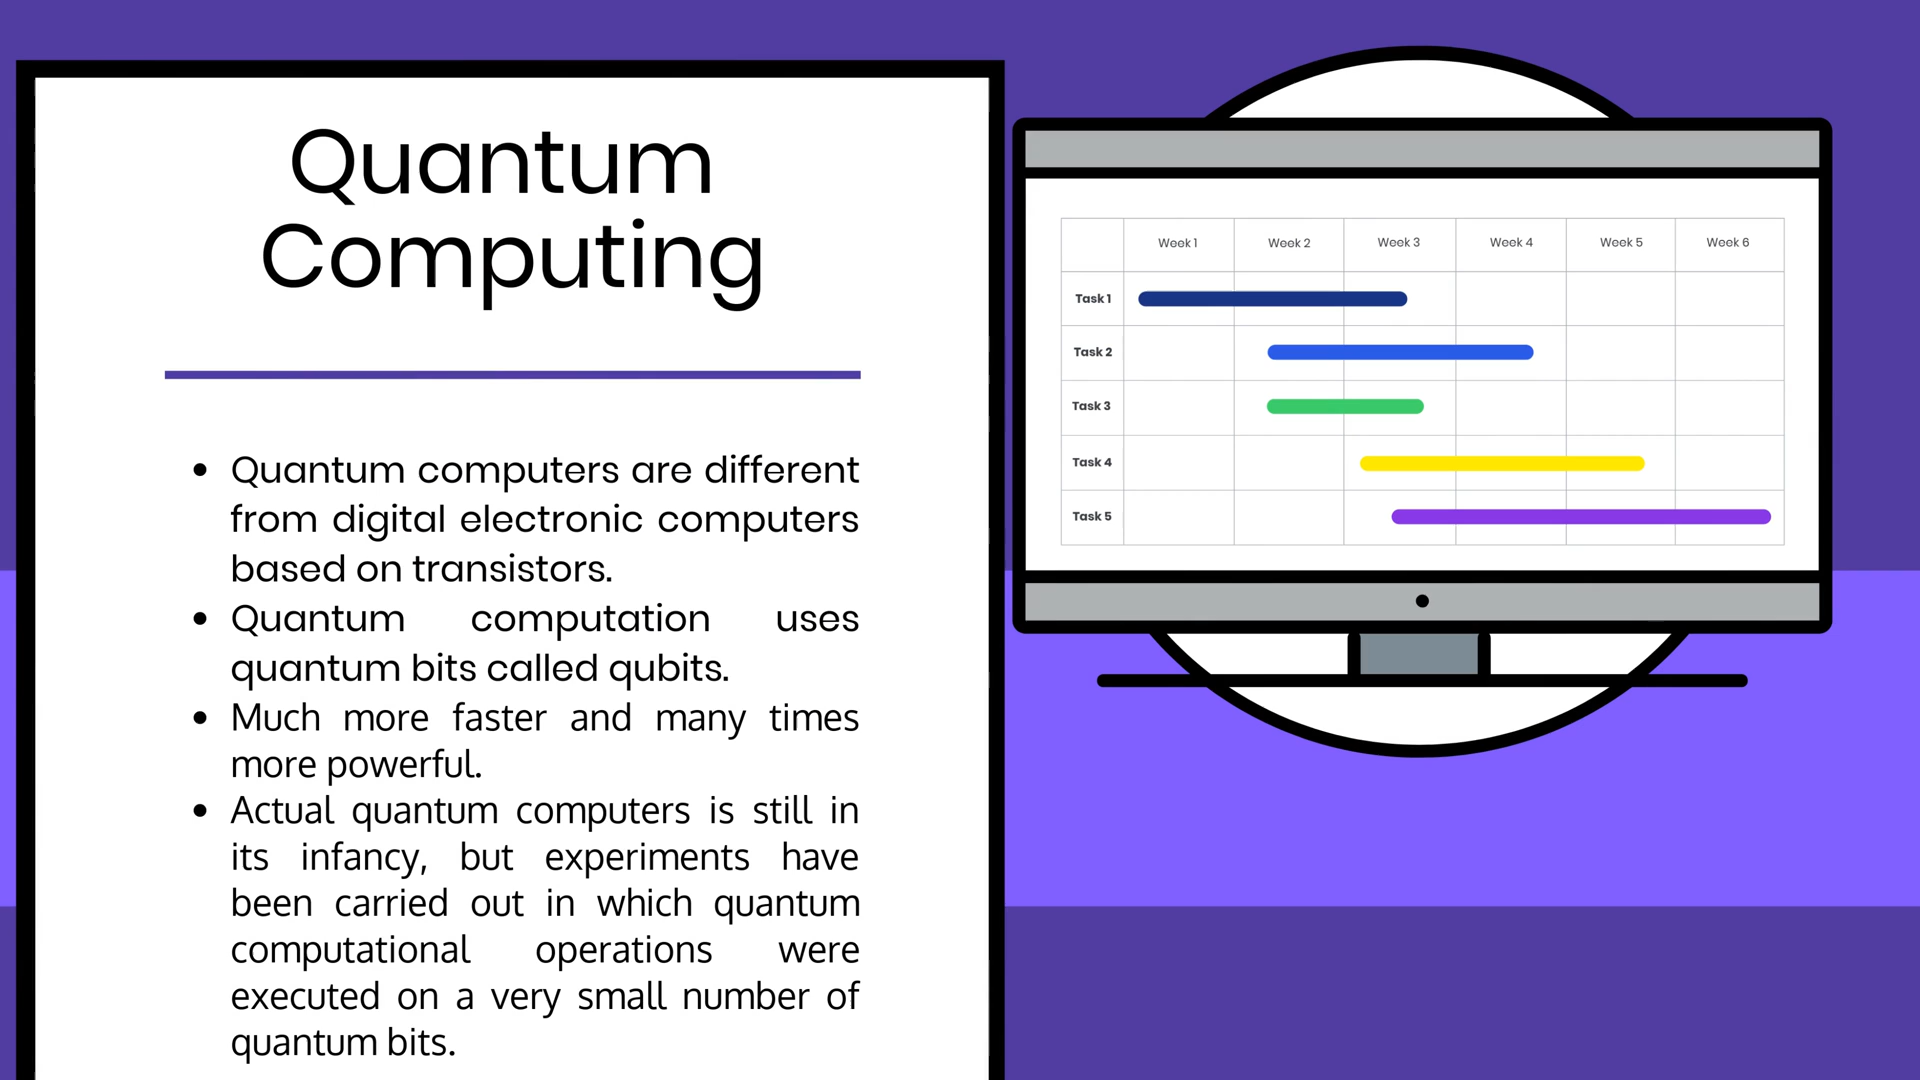 Quantum
Computing
• Quantum computers are different
from digital electronic computers
based on transistors.
• Quantum computation uses
quantum bits called qubits.
• Much more faster and many times
more powerful.
• Actual quantum computers is still in
its infancy, but experiments have
been carried out in which quantum
computational operations were
executed on a very small number of
quantum bits.
Week 1 Week 2 Week 3 Week 4 Week 5 Week 6
Task 1
Task 2
Task 3
Task 4
Task 5